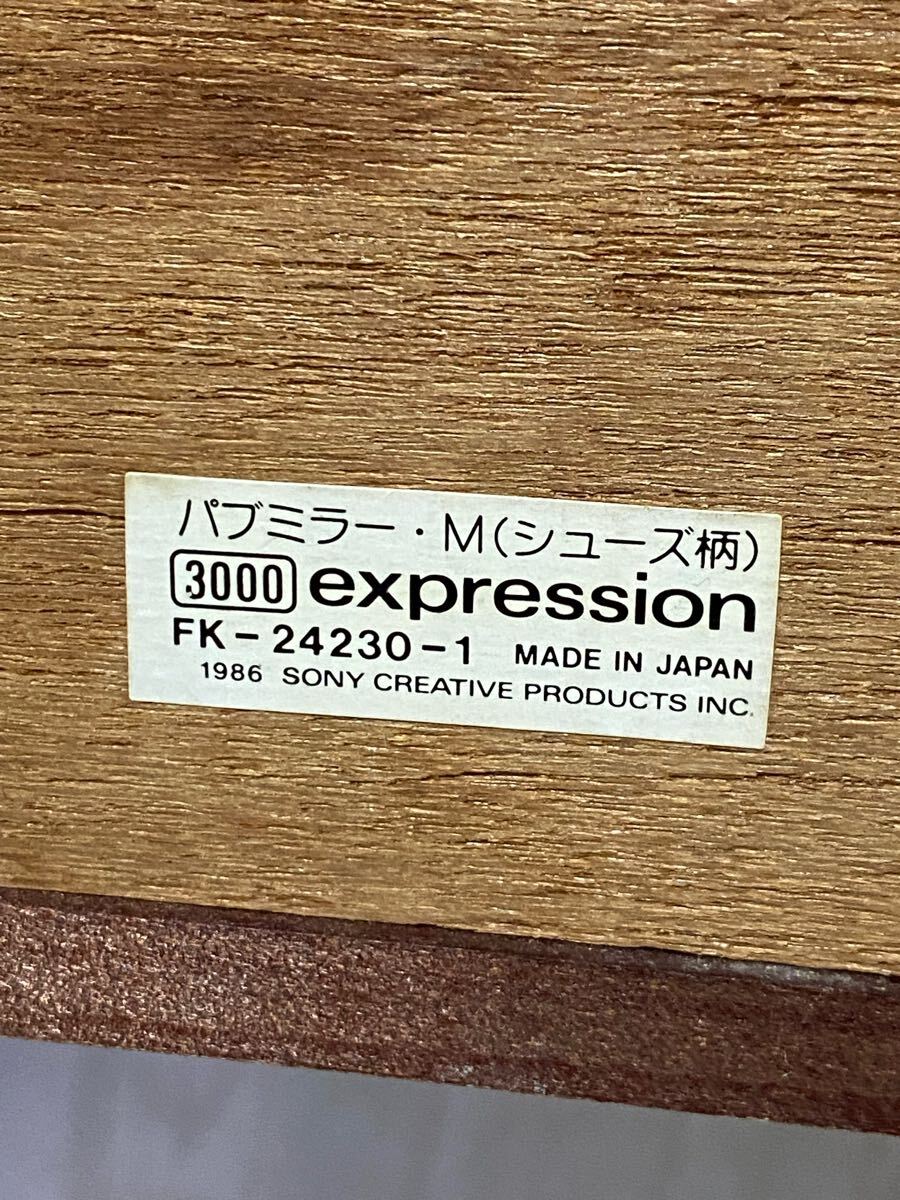 パブミラー・M(シューズ柄)
3000 expression
FK-24230-1 MADE IN JAPAN
1986 SONY CREATIVE PRODUCTS INC.